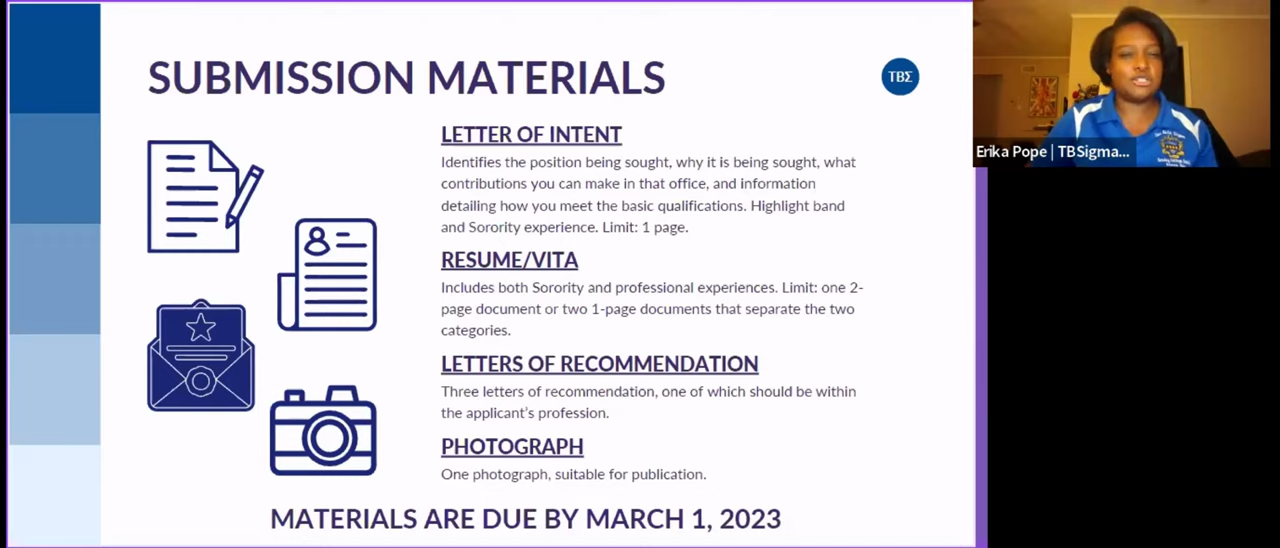 SUBMISSION MATERIALS
TBΣ
LETTER OF INTENT
Identifies the position being sought, why it is being sought, what
contributions you can make in that office, and information
detailing how you meet the basic qualifications. Highlight band
and Sorority experience. Limit: 1 page.
RESUME/VITA
Includes both Sorority and professional experiences. Limit: one 2-
page document or two 1-page documents that separate the two
categories.
LETTERS OF RECOMMENDATION
Three letters of recommendation, one of which should be within
the applicant's profession.
PHOTOGRAPH
One photograph, suitable for publication.
MATERIALS ARE DUE BY MARCH 1, 2023
Erika Pope | TBSigma...